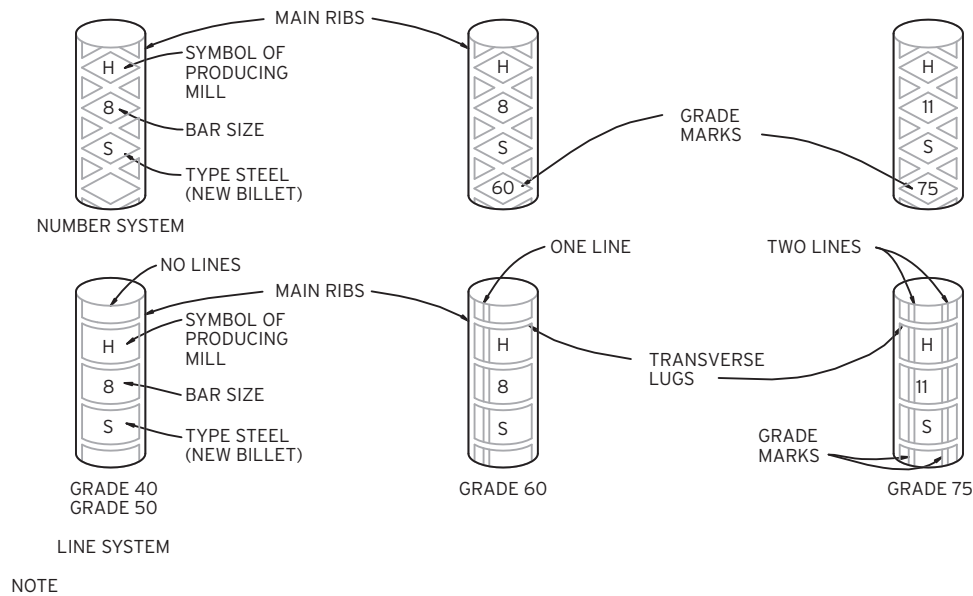 MAIN RIBS
SYMBOL OF
PRODUCING
MILL
BAR SIZE
TYPE STEEL
(NEW BILLET)
H
8
S
H
8
S
60
GRADE
MARKS
H
11
S
75
NUMBER SYSTEM
NO LINES
MAIN RIBS
SYMBOL OF
PRODUCING
MILL
BAR SIZE
TYPE STEEL
(NEW BILLET)
H
8
S
ONE LINE
H
8
S
TRANSVERSE
LUGS
TWO LINES
H
11
S
GRADE
MARKS
GRADE 40
GRADE 50
GRADE 60
GRADE 75
LINE SYSTEM
NOTE